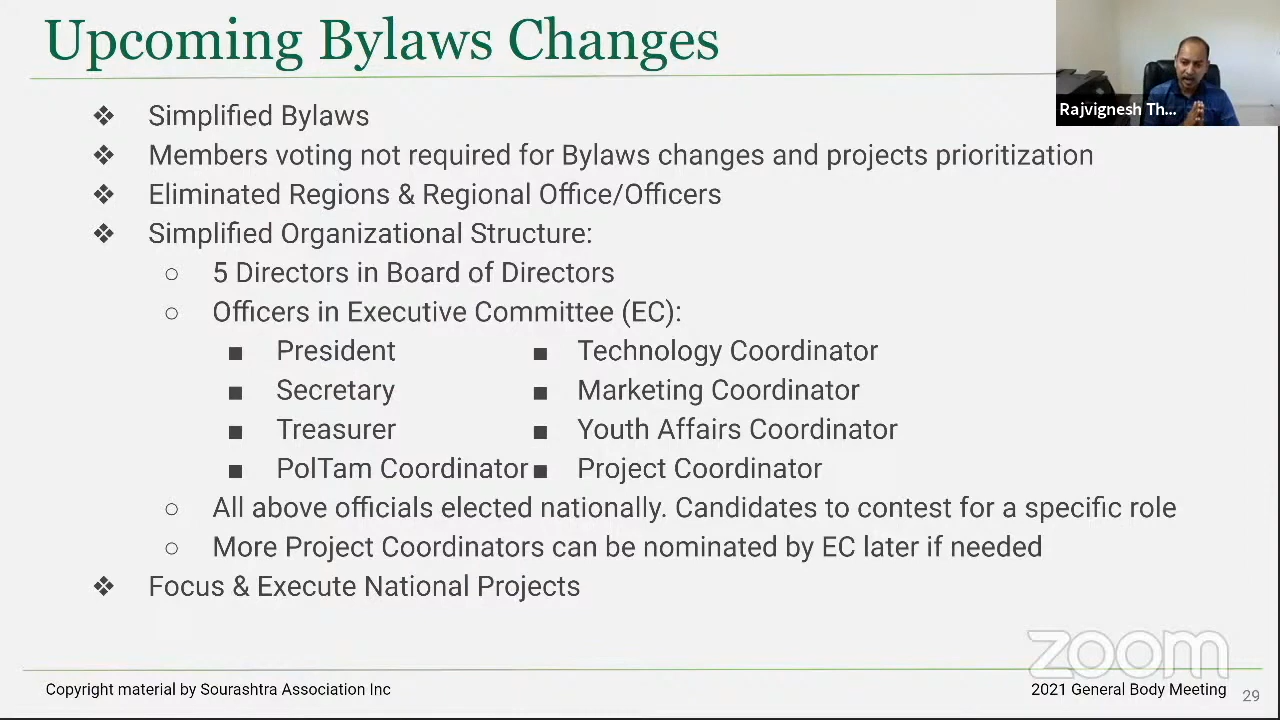 Upcoming Bylaws Changes
Rajvignesh Th...
❖ Simplified Bylaws
❖ Members voting not required for Bylaws changes and projects prioritization
❖ Eliminated Regions & Regional Office/Officers
❖ Simplified Organizational Structure:
○ 5 Directors in Board of Directors
○ Officers in Executive Committee (EC):
■ President ■ Technology Coordinator
■ Secretary ■ Marketing Coordinator
■ Treasurer ■ Youth Affairs Coordinator
■ PolTam Coordinator ■ Project Coordinator
○ All above officials elected nationally. Candidates to contest for a specific role
○ More Project Coordinators can be nominated by EC later if needed
❖ Focus & Execute National Projects
zoom
Copyright material by Sourashtra Association Inc
2021 General Body Meeting 29